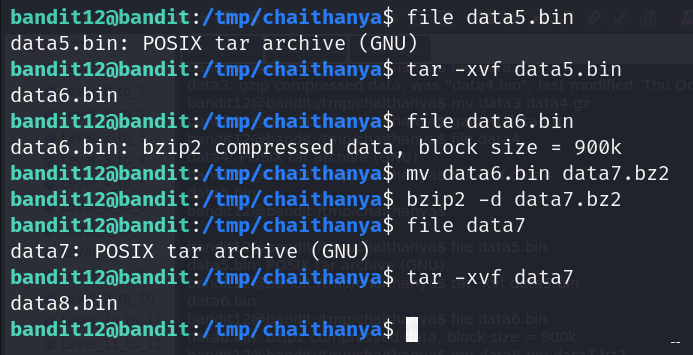 bandit12@bandit:/tmp/chaithanya$ file data5.bin
data5.bin: POSIX tar archive (GNU)
bandit12@bandit:/tmp/chaithanya$ tar -xvf data5.bin
data6.bin
bandit12@bandit:/tmp/chaithanya$ file data6.bin
data6.bin: bzip2 compressed data, block size = 900k
bandit12@bandit:/tmp/chaithanya$ mv data6.bin data7.bz2
bandit12@bandit:/tmp/chaithanya$ bzip2 -d data7.bz2
bandit12@bandit:/tmp/chaithanya$ file data7
data7: POSIX tar archive (GNU)
bandit12@bandit:/tmp/chaithanya$ tar -xvf data7
data8.bin
bandit12@bandit:/tmp/chaithanya$
--